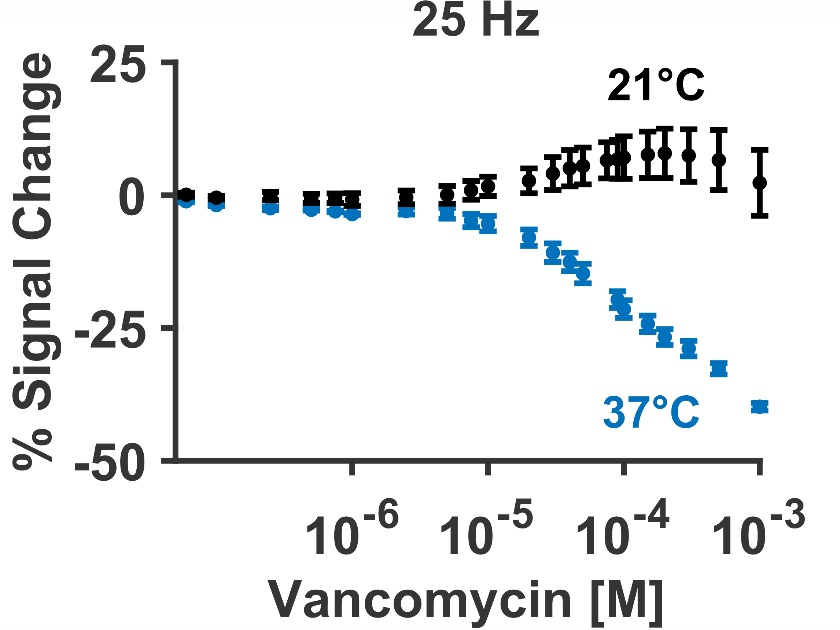 25 Hz
% Signal Change
25
0
-25
-50
21°C
37°C
10-6 10-5 10-4 10-3
Vancomycin [M]